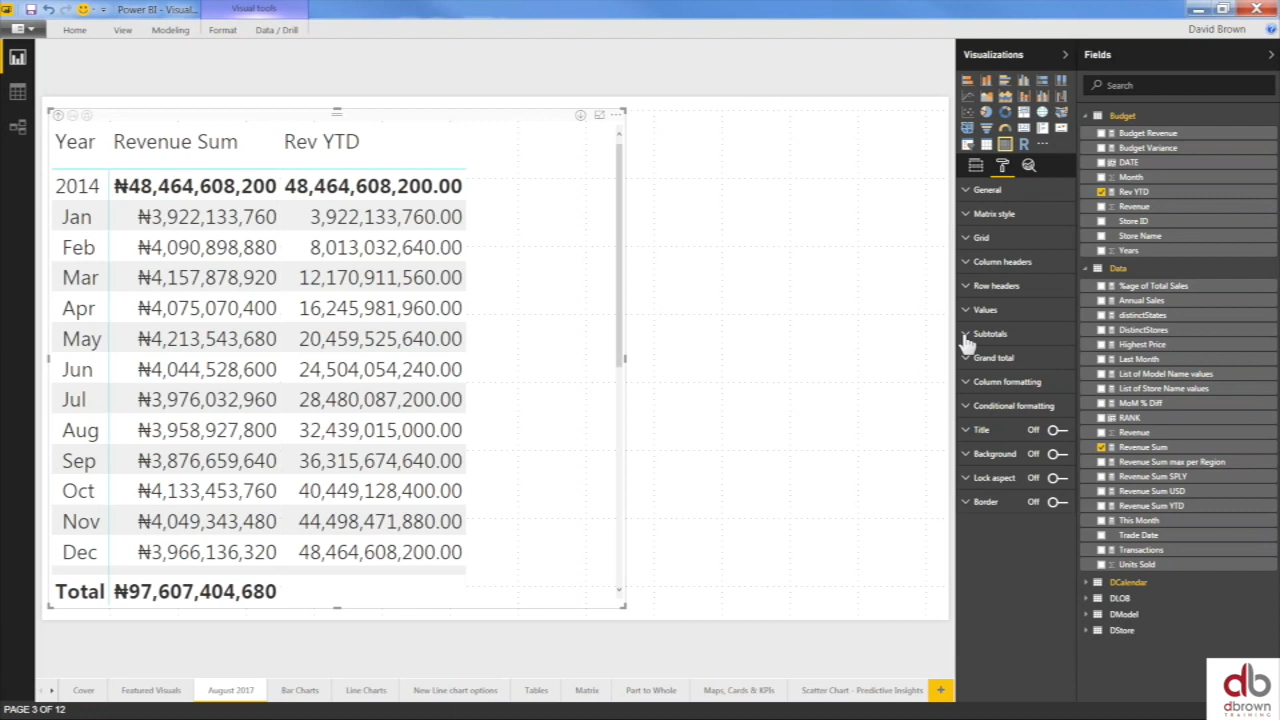 Power BI - Visual...
Visual tools
Home
View
Modeling
Format
Data / Drill
David Brown
Year Revenue Sum Rev YTD
2014 ₦48,464,608,200 48,464,608,200.00
Jan ₦3,922,133,760 3,922,133,760.00
Feb ₦4,090,898,880 8,013,032,640.00
Mar ₦4,157,878,920 12,170,911,560.00
Apr ₦4,075,070,400 16,245,981,960.00
May ₦4,213,543,680 20,459,525,640.00
Jun ₦4,044,528,600 24,504,054,240.00
Jul ₦3,976,032,960 28,480,087,200.00
Aug ₦3,958,927,800 32,439,015,000.00
Sep ₦3,876,659,640 36,315,674,640.00
Oct ₦4,133,453,760 40,449,128,400.00
Nov ₦4,049,343,480 44,498,471,880.00
Dec ₦3,966,136,320 48,464,608,200.00
Total ₦97,607,404,680
Visualizations
R
General
Matrix style
Grid
Column headers
Row headers
Values
Subtotals
Grand total
Column formatting
Conditional formatting
Title Off
Background Off
Lock aspect Off
Border Off
Fields
Search
Budget
Budget Revenue
Budget Variance
DATE
Month
Rev YTD
Revenue
Store ID
Store Name
Years
Data
%age of Total Sales
Annual Sales
distinctStates
DistinctStores
Highest Price
Last Month
List of Model Name values
List of Store Name values
MoM % Diff
RANK
Revenue
Revenue Sum
Revenue Sum max per Region
Revenue Sum SPLY
Revenue Sum USD
Revenue Sum YTD
This Month
Trade Date
Transactions
Units Sold
DCalendar
DLOB
DModel
DStore
Cover
Featured Visuals
August 2017
Bar Charts
Line Charts
New Line chart options
Tables
Matrix
Part to Whole
Maps, Cards & KPIs
Scatter Chart - Predictive Insights
+
PAGE 3 OF 12
db
dbrown
TRAINING